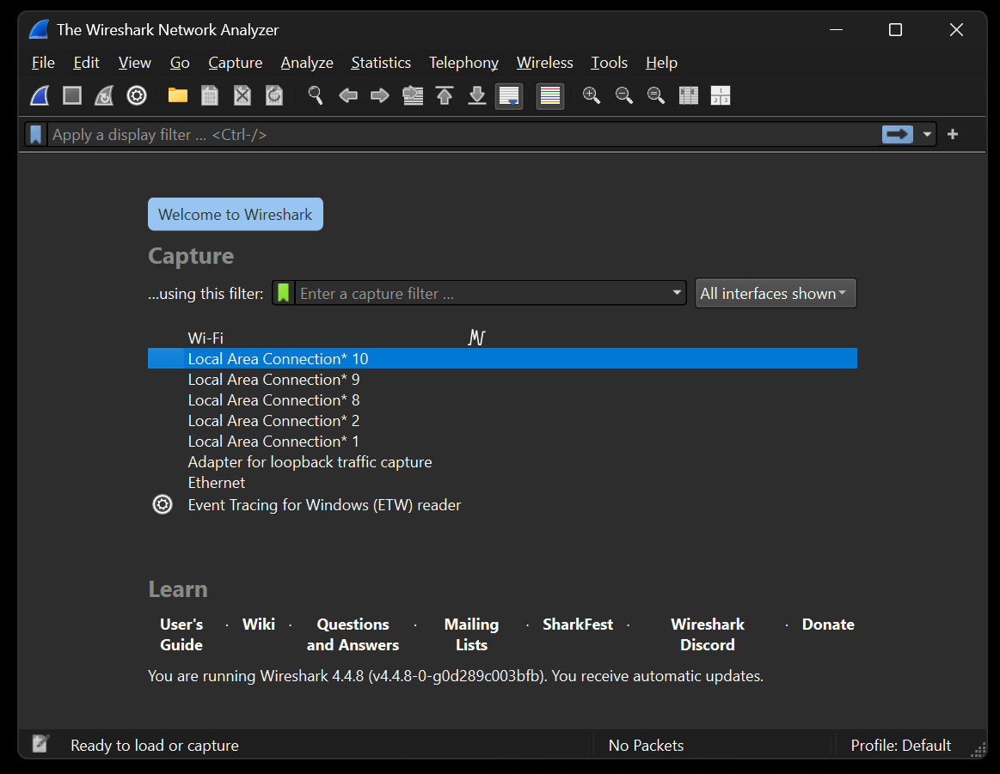 The Wireshark Network Analyzer
File Edit View Go Capture Analyze Statistics Telephony Wireless Tools Help
Apply a display filter ... <Ctrl-/>
Welcome to Wireshark
Capture
...using this filter: Enter a capture filter ... All interfaces shown
Wi-Fi
Local Area Connection* 10
Local Area Connection* 9
Local Area Connection* 8
Local Area Connection* 2
Local Area Connection* 1
Adapter for loopback traffic capture
Ethernet
Event Tracing for Windows (ETW) reader
Learn
User's Guide · Wiki · Questions and Answers · Mailing Lists · SharkFest · Wireshark Discord · Donate
You are running Wireshark 4.4.8 (v4.4.8-0-g0d289c003bfb). You receive automatic updates.
Ready to load or capture No Packets Profile: Default